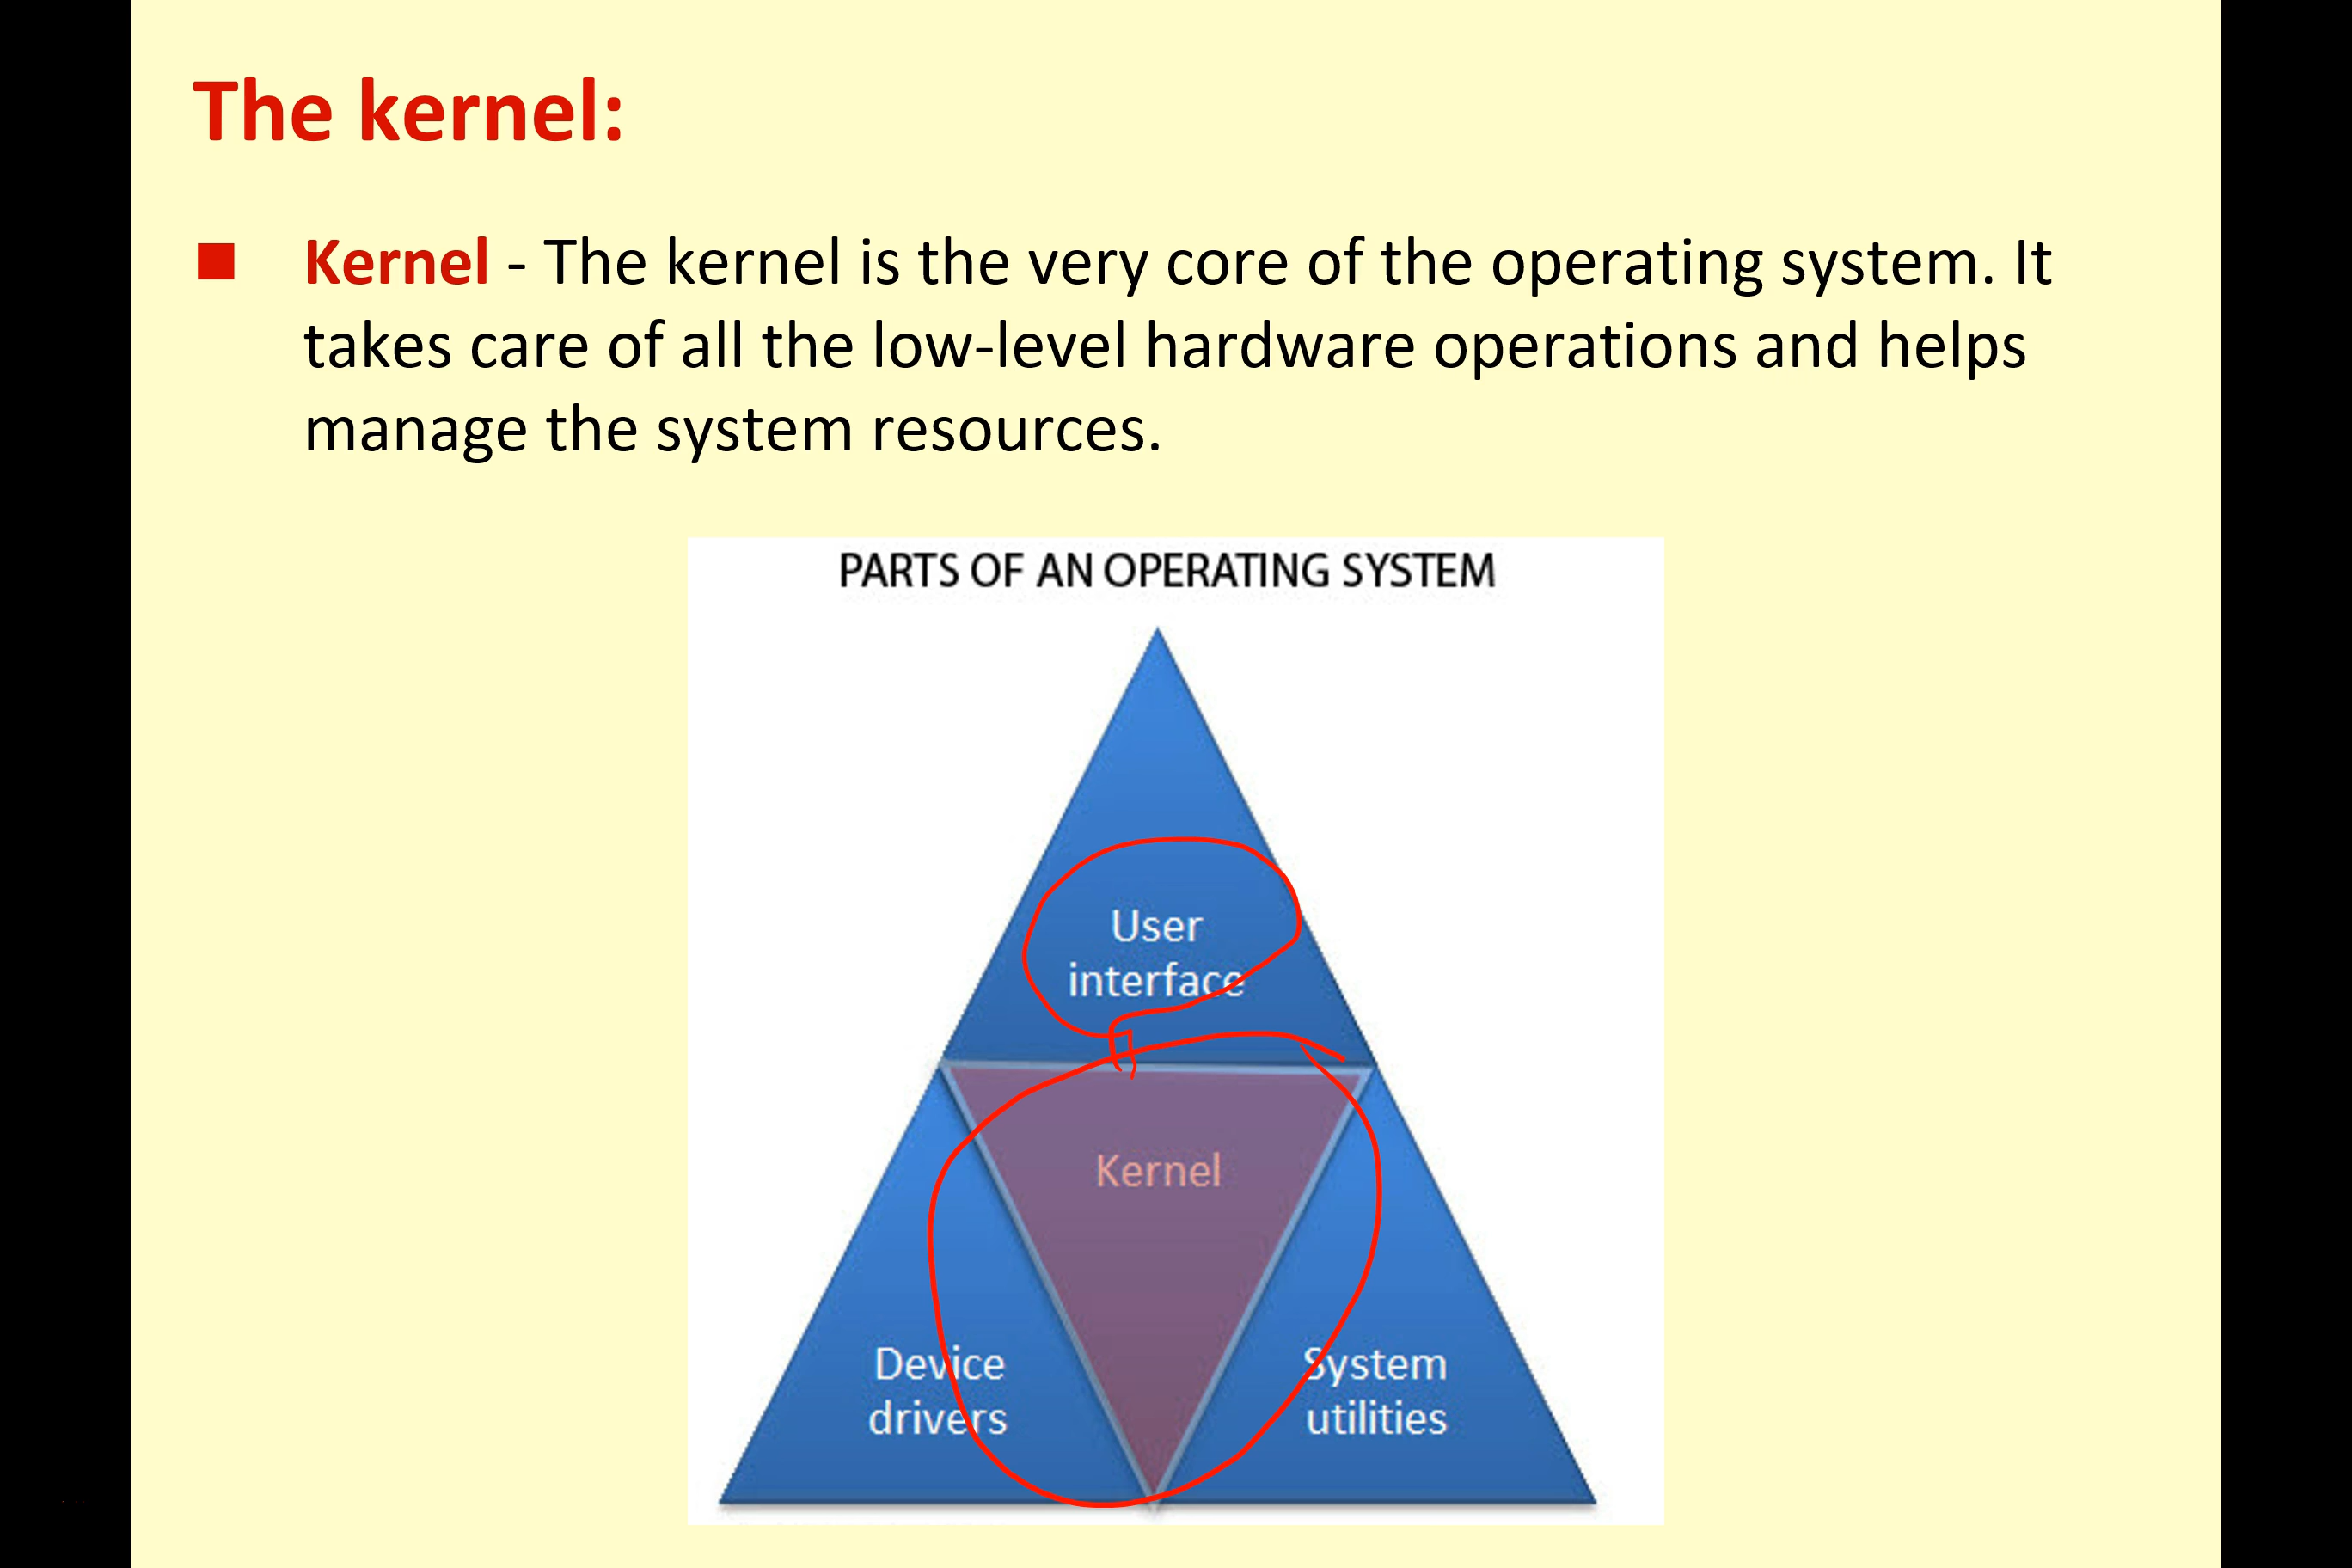 The kernel:
Kernel - The kernel is the very core of the operating system. It
takes care of all the low-level hardware operations and helps
manage the system resources.
PARTS OF AN OPERATING SYSTEM
User
interface
Kernel
Device
drivers
System
utilities